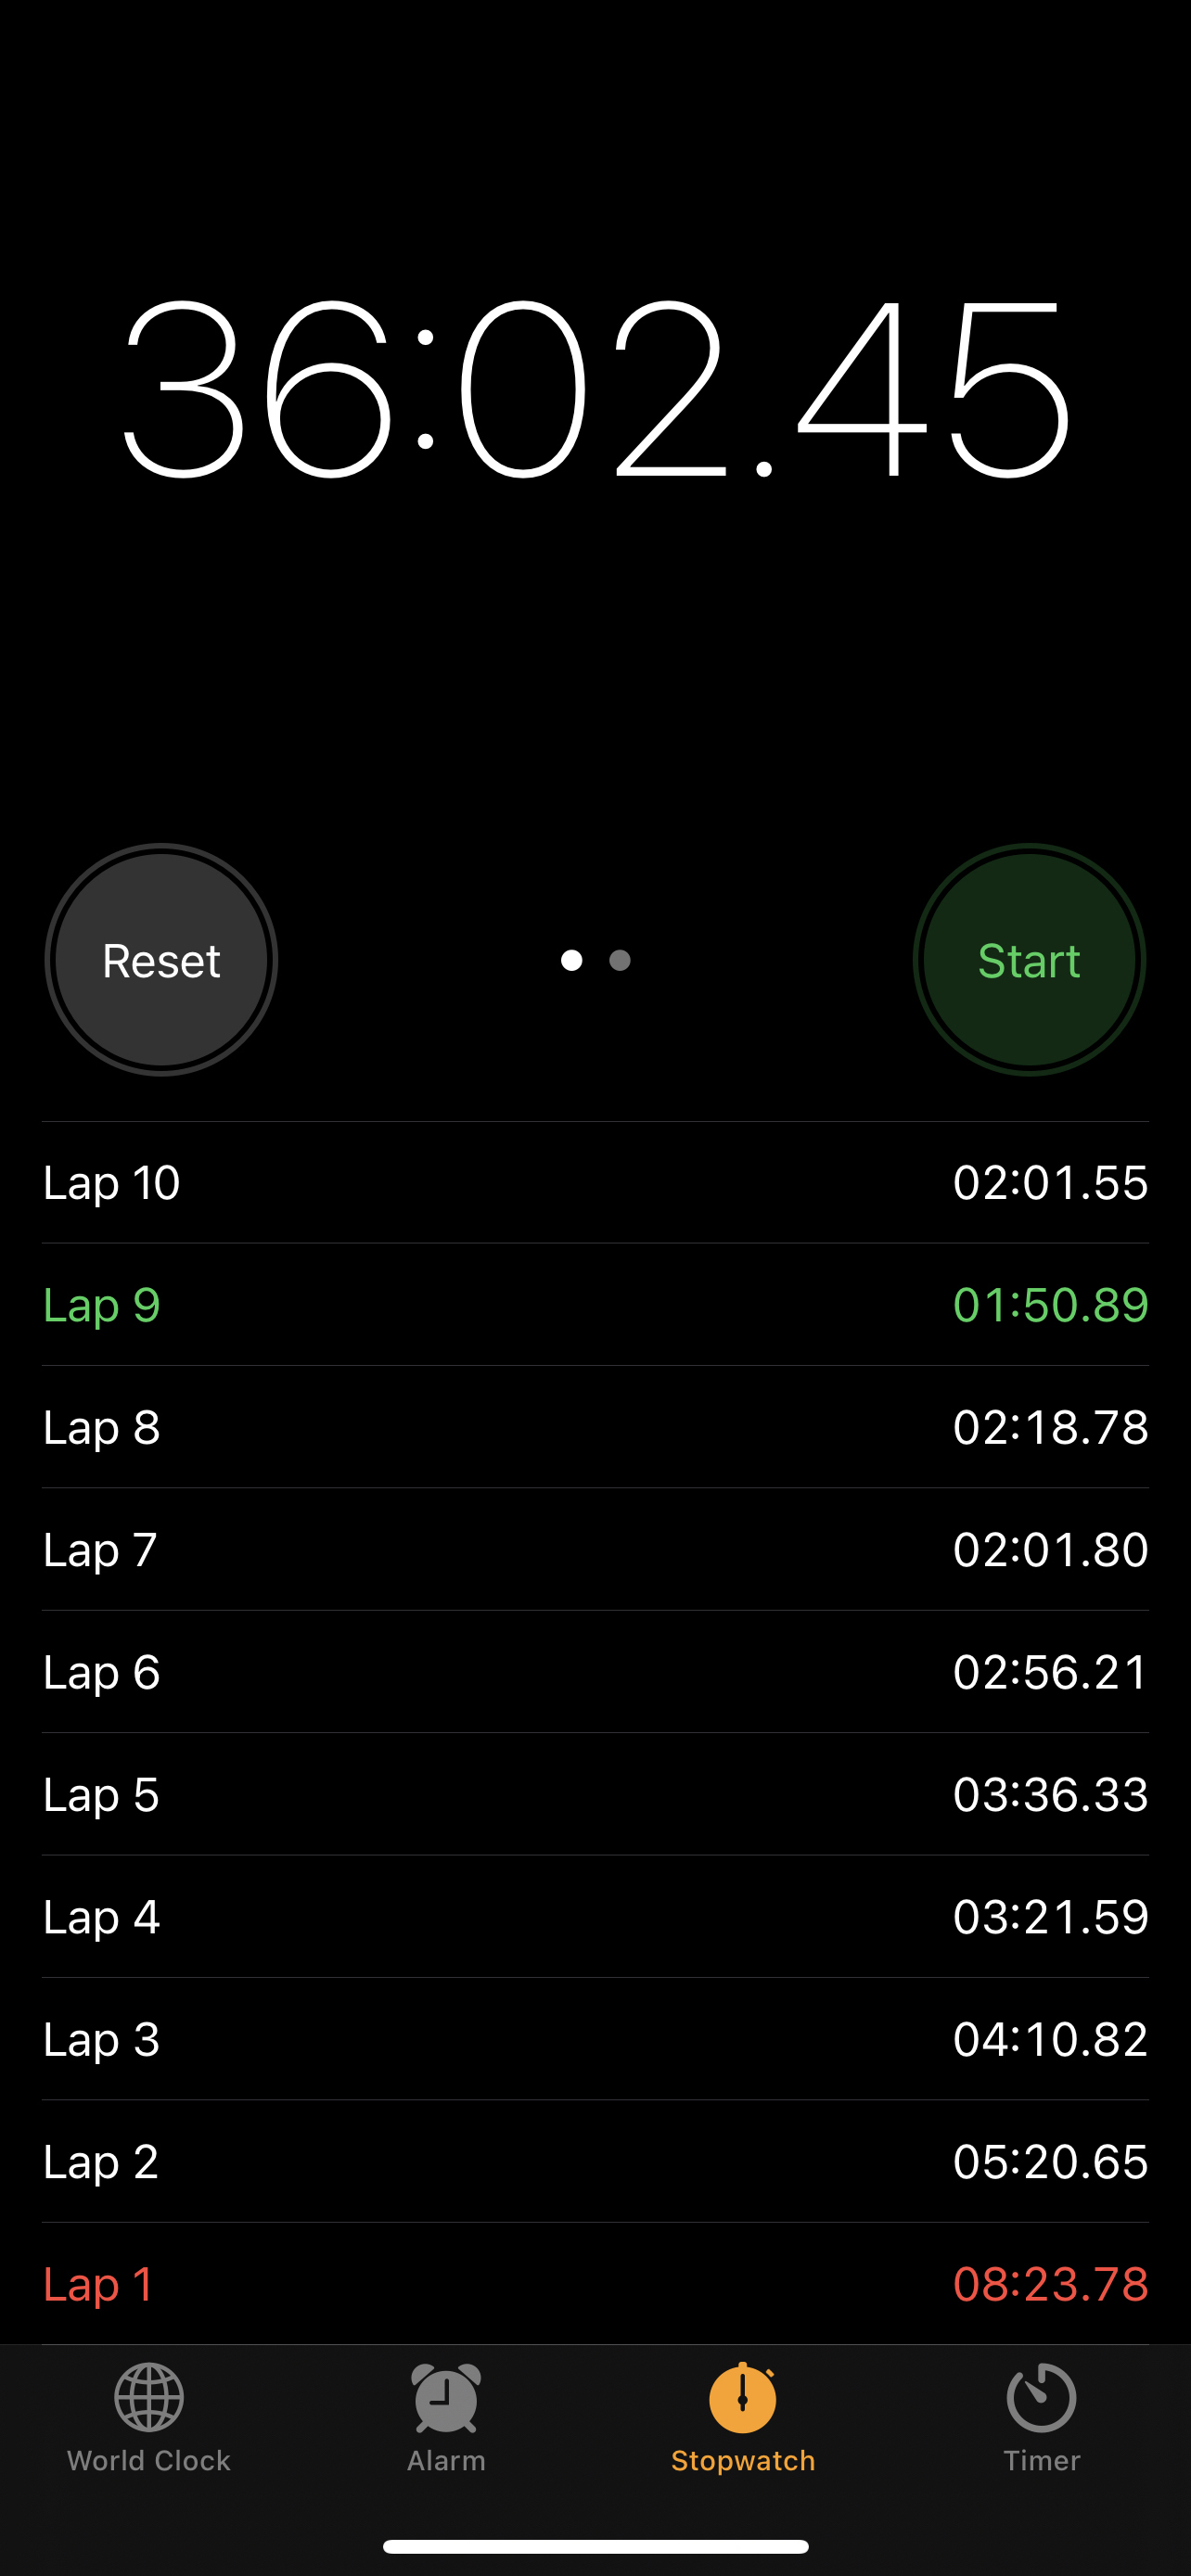 36:02.45
Reset Start
Lap 10 02:01.55
Lap 9 01:50.89
Lap 8 02:18.78
Lap 7 02:01.80
Lap 6 02:56.21
Lap 5 03:36.33
Lap 4 03:21.59
Lap 3 04:10.82
Lap 2 05:20.65
Lap 1 08:23.78
World Clock Alarm Stopwatch Timer